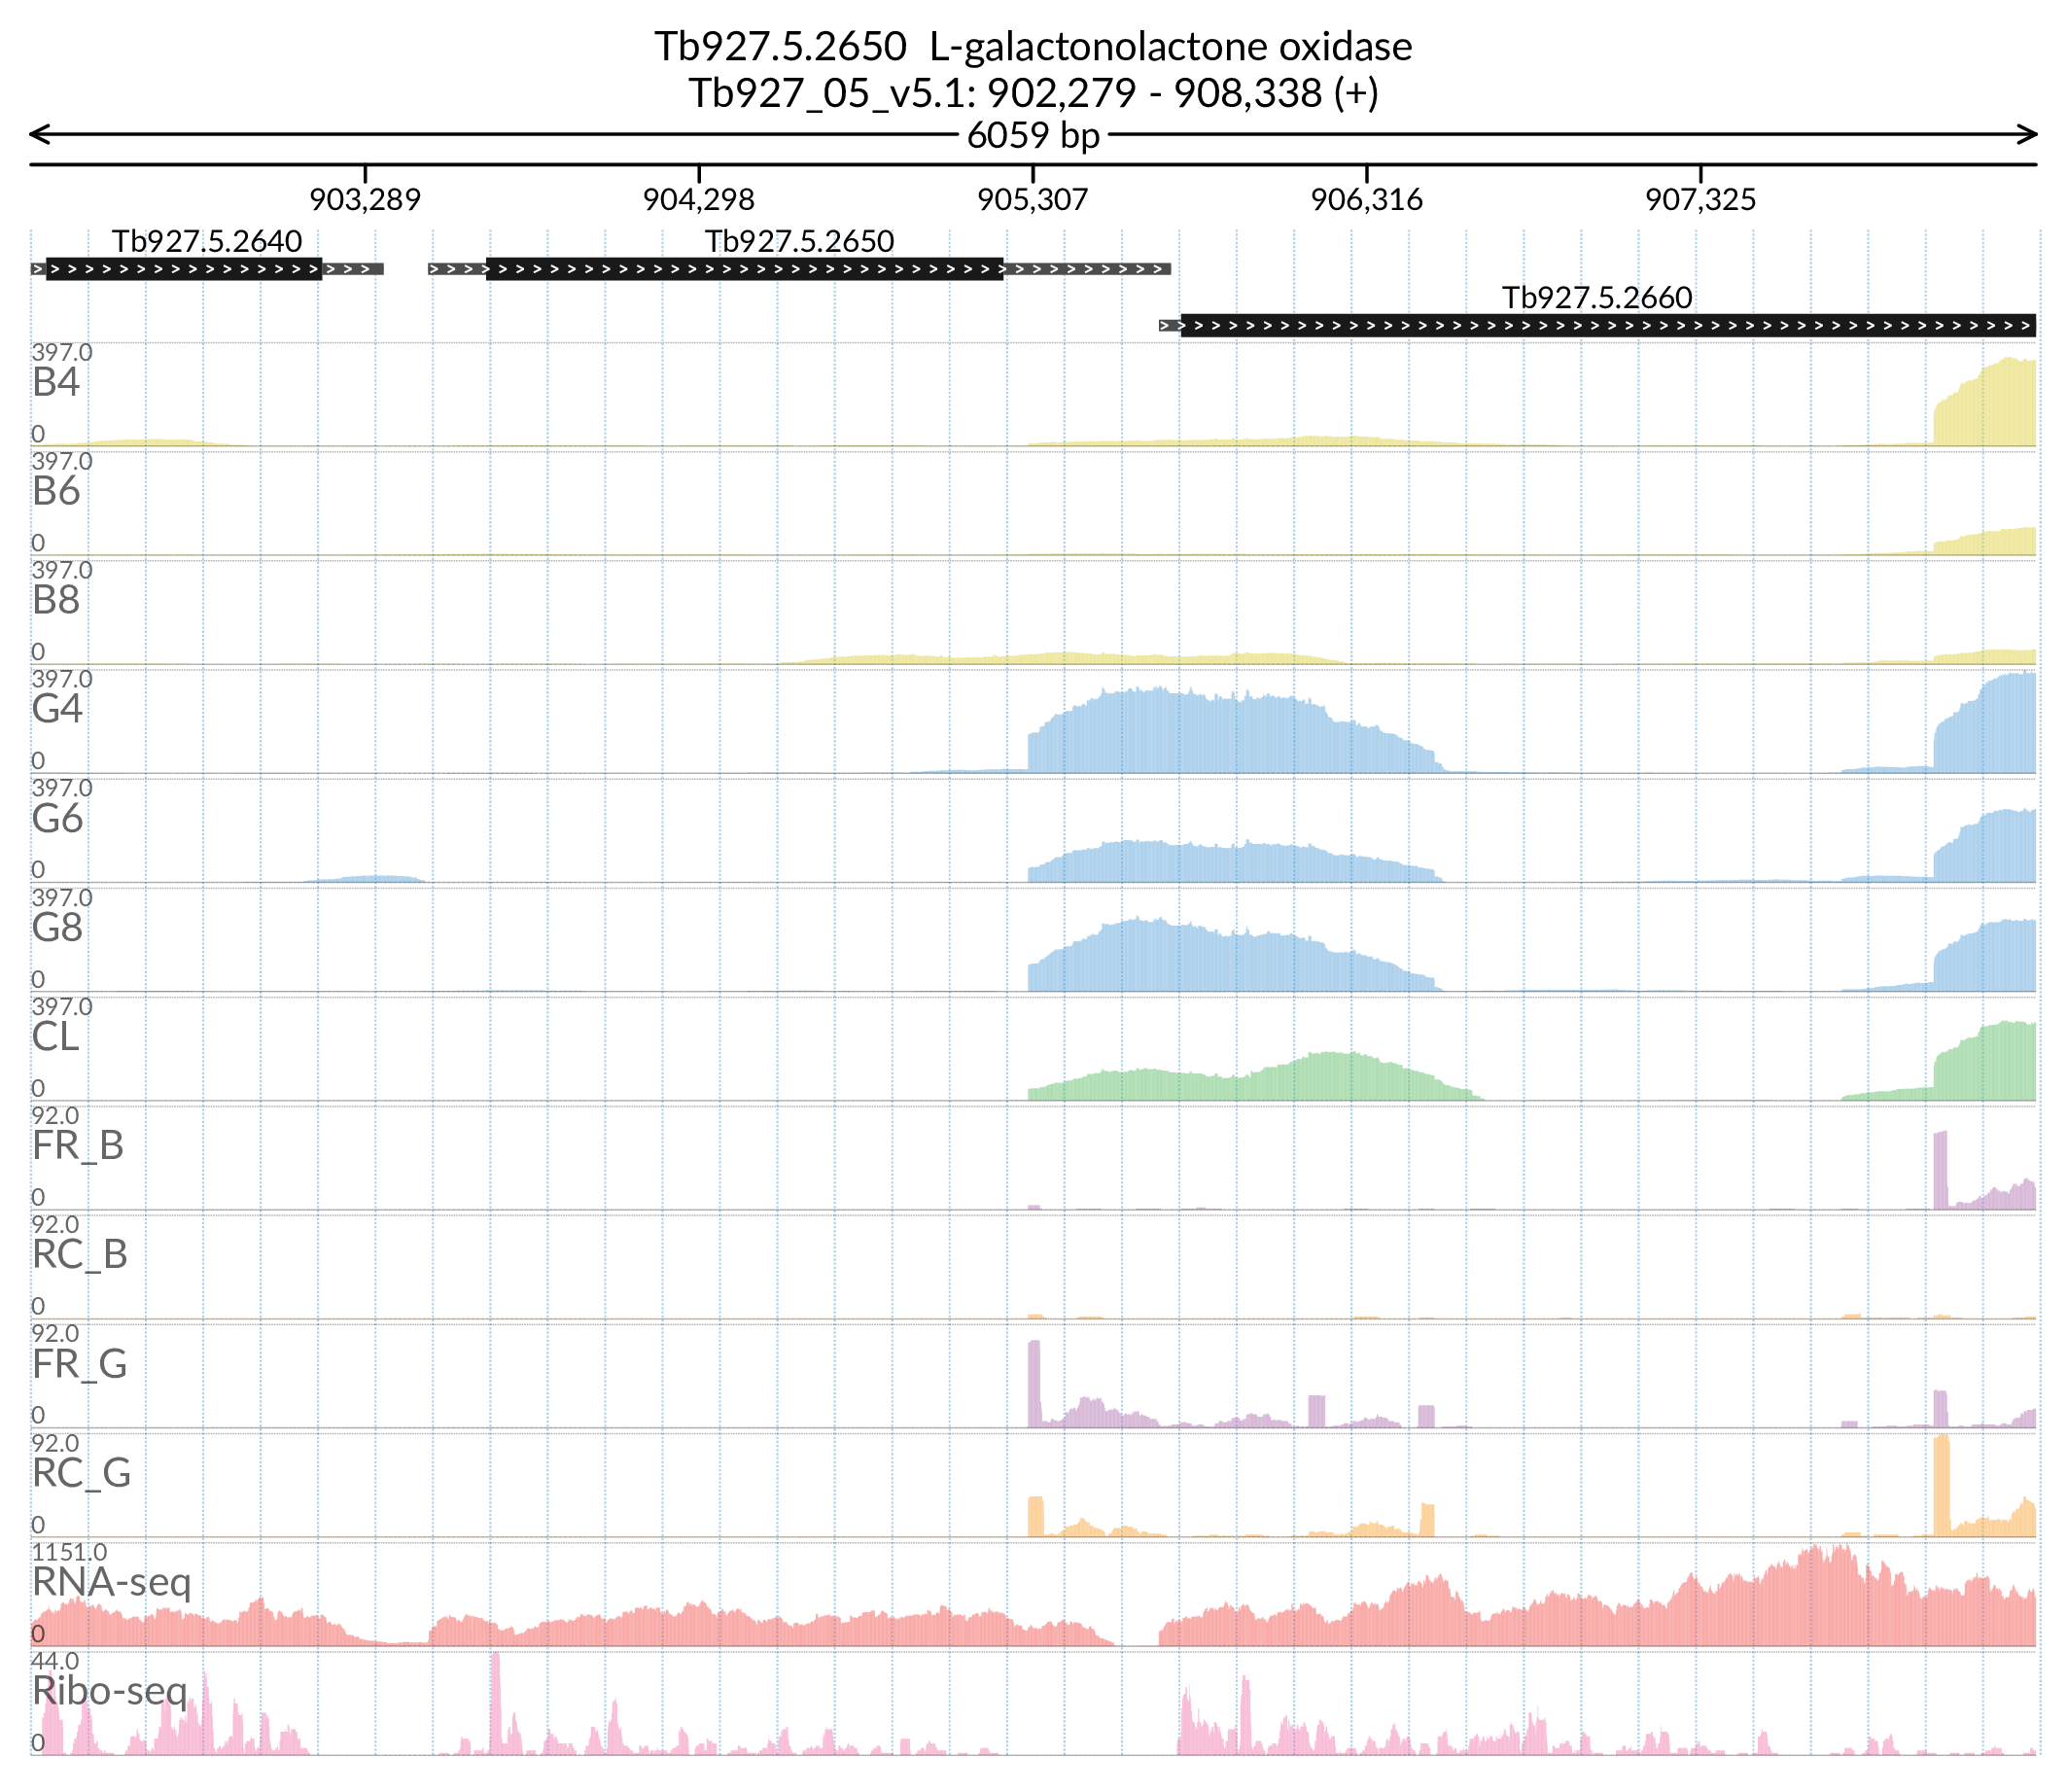 Tb927.5.2650 L-galactonolactone oxidase
Tb927_05_v5.1: 902,279 - 908,338 (+)
6059 bp
903,289 904,298 905,307 906,316 907,325
Tb927.5.2640 Tb927.5.2650
Tb927.5.2660
397.0
B4
0
397.0
B6
0
397.0
B8
0
397.0
G4
0
397.0
G6
0
397.0
G8
0
397.0
CL
0
92.0
FR_B
0
92.0
RC_B
0
92.0
FR_G
0
92.0
RC_G
0
1151.0
RNA-seq
0
44.0
Ribo-seq
0